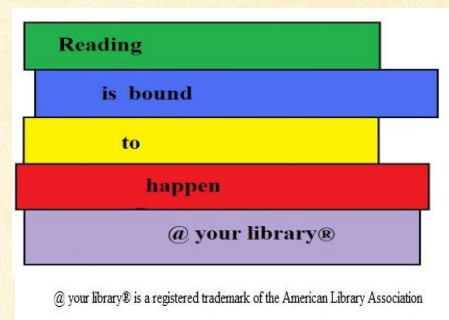 Reading
is bound
to
happen
@ your library®
@ your library® is a registered trademark of the American Library Association